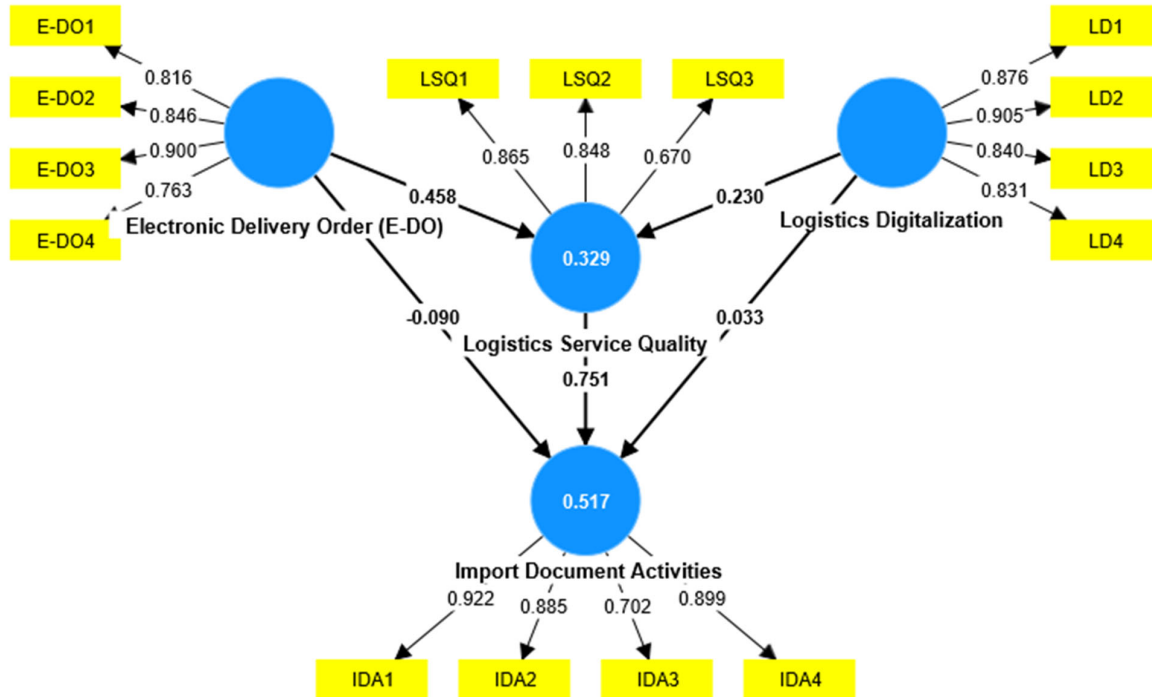 E-DO1
LD1
0.816
0.876
LSQ1
LSQ2
LSQ3
E-DO2
LD2
0.846
0.905
0.900
0.840
E-DO3
LD3
0.865
0.848
0.670
0.763
0.831
0.458
0.230
Electronic Delivery Order (E-DO)
Logistics Digitalization
E-DO4
LD4
0.329
-0.090
0.033
Logistics Service Quality
0.751
0.517
Import Document Activities
0.922
0.885
0.702
0.899
IDA1
IDA2
IDA3
IDA4